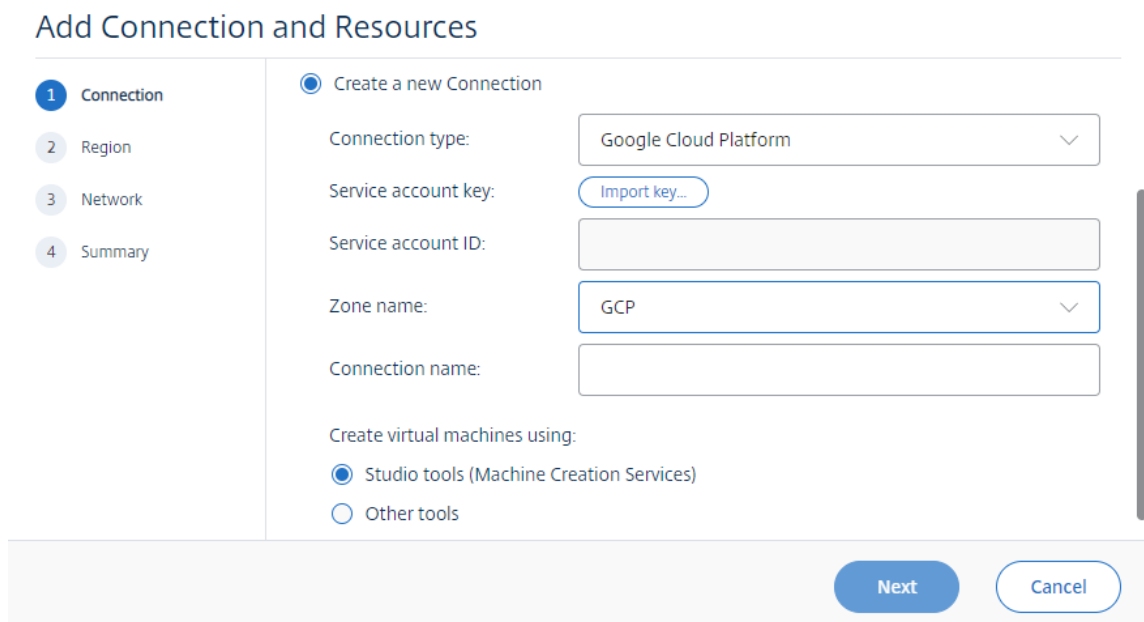 Add Connection and Resources
1 Connection
2 Region
3 Network
4 Summary
Create a new Connection
Connection type: Google Cloud Platform
Service account key: Import key...
Service account ID:
Zone name: GCP
Connection name:
Create virtual machines using:
Studio tools (Machine Creation Services)
Other tools
Next Cancel